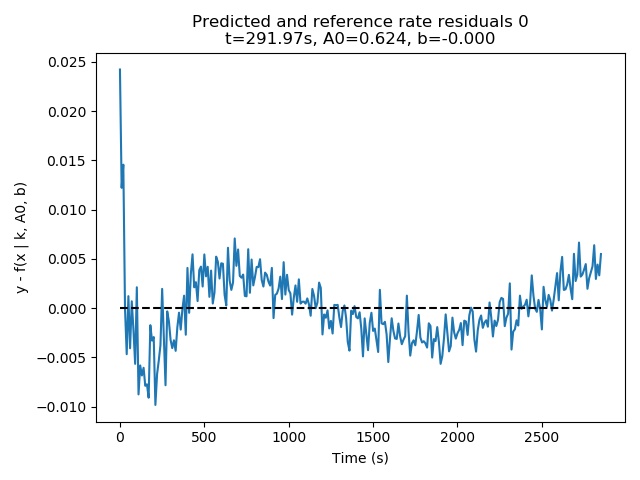 Predicted and reference rate residuals 0
t=291.97s, A0=0.624, b=-0.000
y - f(x | k, A0, b)
0.025
0.020
0.015
0.010
0.005
0.000
−0.005
−0.010
0 500 1000 1500 2000 2500
Time (s)